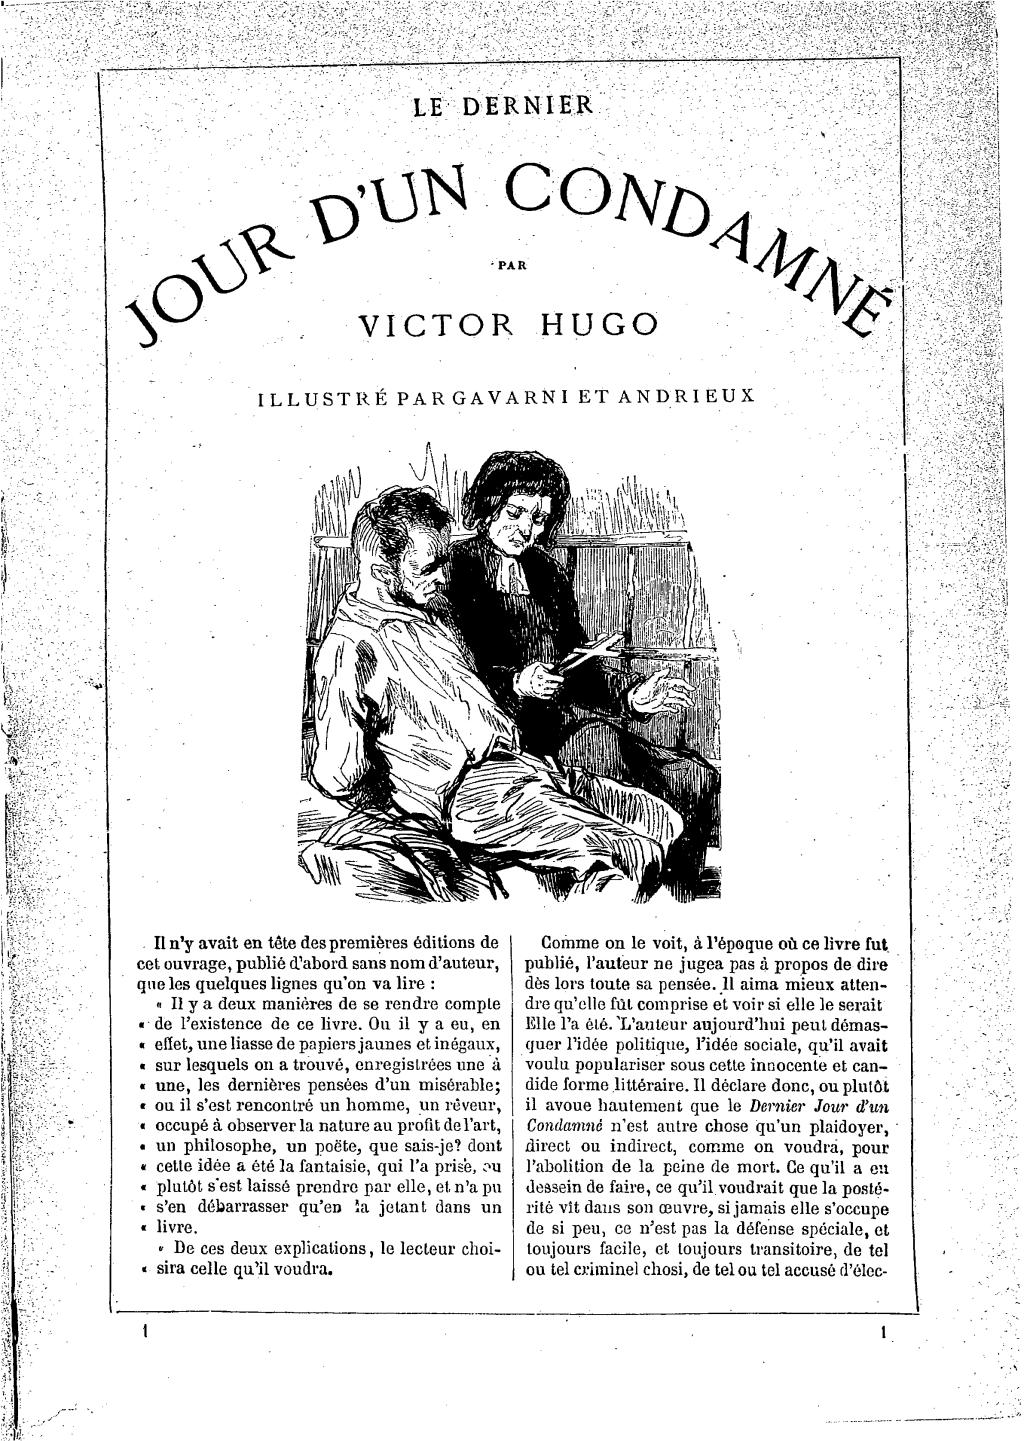 LE DERNIER
JOUR D'UN CONDAMNÉ
PAR
VICTOR HUGO
ILLUSTRÉ PAR GAVARNI ET ANDRIEUX
Il n'y avait en tête des premières éditions de
cet ouvrage, publié d'abord sans nom d'auteur,
que les quelques lignes qu'on va lire :
« Il y a deux manières de se rendre compte
« de l'existence de ce livre. Ou il y a eu, en
« effet, une liasse de papiers jaunes et inégaux,
« sur lesquels on a trouvé, enregistrées une à
« une, les dernières pensées d'un misérable;
« ou il s'est rencontré un homme, un rêveur,
« occupé à observer la nature au profit de l'art,
« un philosophe, un poëte, que sais-je? dont
« cette idée a été la fantaisie, qui l'a prise, ou
« plutôt s'est laissé prendre par elle, et n'a pu
« s'en débarrasser qu'en la jetant dans un
« livre.
« De ces deux explications, le lecteur choi-
« sira celle qu'il voudra.
Comme on le voit, à l'époque où ce livre fut
publié, l'auteur ne jugea pas à propos de dire
dès lors toute sa pensée. Il aima mieux atten-
dre qu'elle fût comprise et voir si elle le serait
Elle l'a été. L'auteur aujourd'hui peut démas-
quer l'idée politique, l'idée sociale, qu'il avait
voulu populariser sous cette innocente et can-
dide forme littéraire. Il déclare donc, ou plutôt
il avoue hautement que le Dernier Jour d'un
Condamné n'est autre chose qu'un plaidoyer,
direct ou indirect, comme on voudra, pour
l'abolition de la peine de mort. Ce qu'il a eu
dessein de faire, ce qu'il voudrait que la posté-
rité vît dans son œuvre, si jamais elle s'occupe
de si peu, ce n'est pas la défense spéciale, et
toujours facile, et toujours transitoire, de tel
ou tel criminel chosi, de tel ou tel accusé d'élec-
1
1